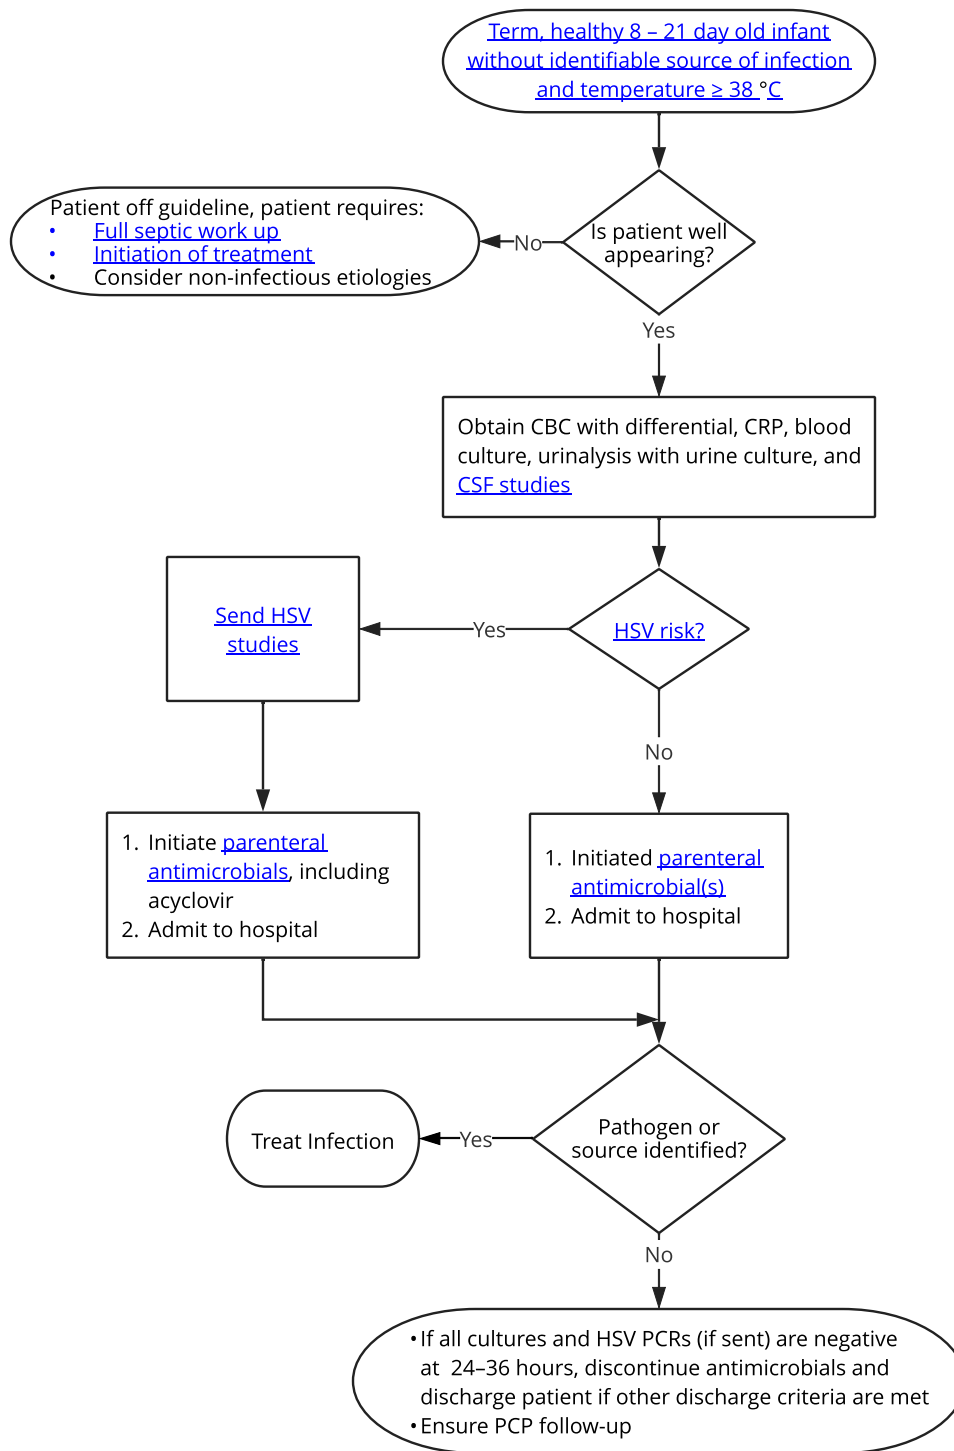 Term, healthy 8 – 21 day old infant
without identifiable source of infection
and temperature ≥ 38 °C
Is patient well
appearing?
No
Patient off guideline, patient requires:
• Full septic work up
• Initiation of treatment
• Consider non-infectious etiologies
Yes
Obtain CBC with differential, CRP, blood
culture, urinalysis with urine culture, and
CSF studies
HSV risk?
Yes
Send HSV
studies
No
1. Initiate parenteral
antimicrobials, including
acyclovir
2. Admit to hospital
1. Initiated parenteral
antimicrobial(s)
2. Admit to hospital
Pathogen or
source identified?
Yes
Treat Infection
No
• If all cultures and HSV PCRs (if sent) are negative
at 24–36 hours, discontinue antimicrobials and
discharge patient if other discharge criteria are met
• Ensure PCP follow-up